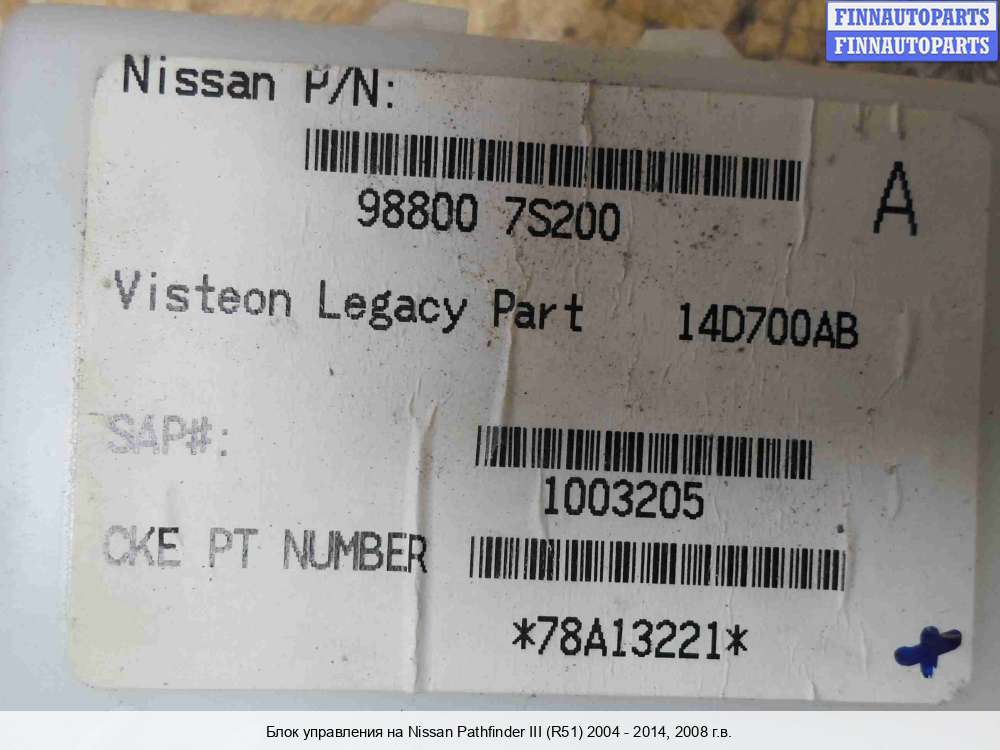 FINNAUTOPARTS
FINNAUTOPARTS
Nissan P/N:
A
98800 7S200
Visteon Legacy Part 14D700AB
SAP#:
1003205
CKE PT NUMBER
*78A13221*
Блок управления на Nissan Pathfinder III (R51) 2004 - 2014, 2008 г.в.